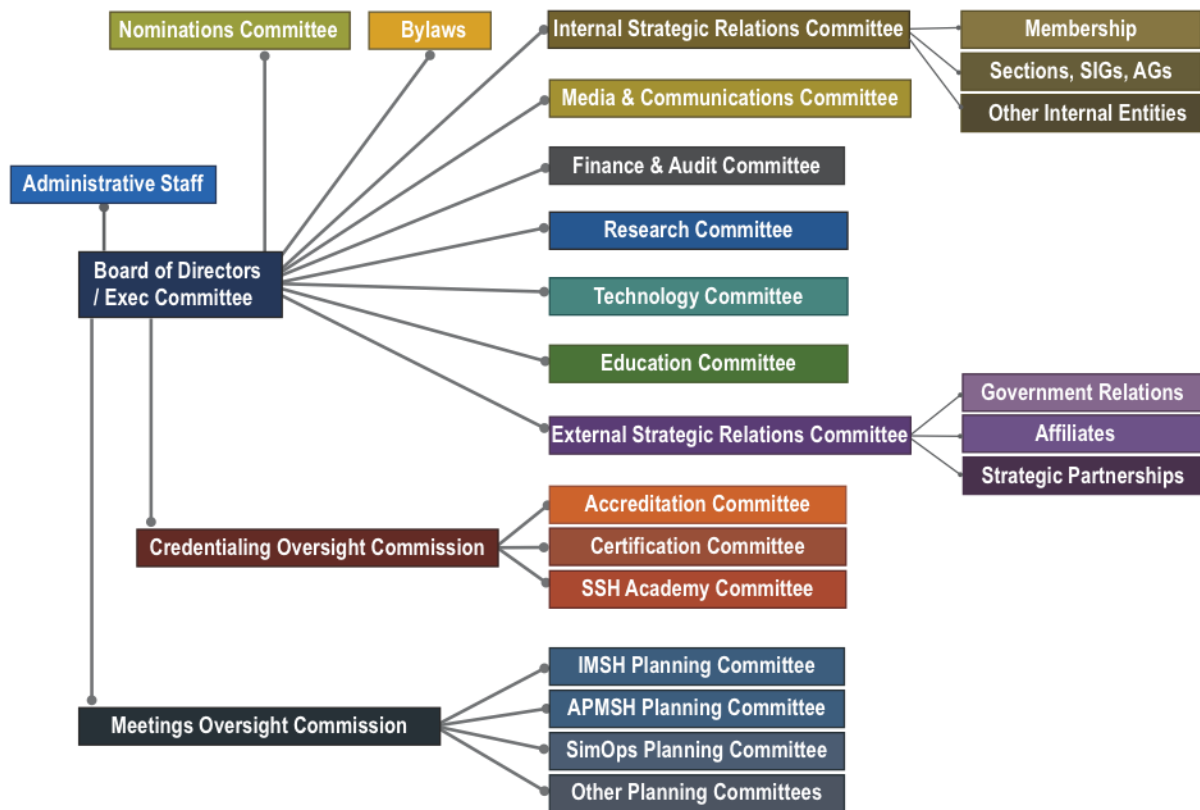 Nominations Committee
Bylaws
Internal Strategic Relations Committee
Membership
Sections, SIGs, AGs
Other Internal Entities
Media & Communications Committee
Finance & Audit Committee
Administrative Staff
Research Committee
Board of Directors
/ Exec Committee
Technology Committee
Education Committee
External Strategic Relations Committee
Government Relations
Affiliates
Strategic Partnerships
Credentialing Oversight Commission
Accreditation Committee
Certification Committee
SSH Academy Committee
Meetings Oversight Commission
IMSH Planning Committee
APMSH Planning Committee
SimOps Planning Committee
Other Planning Committees